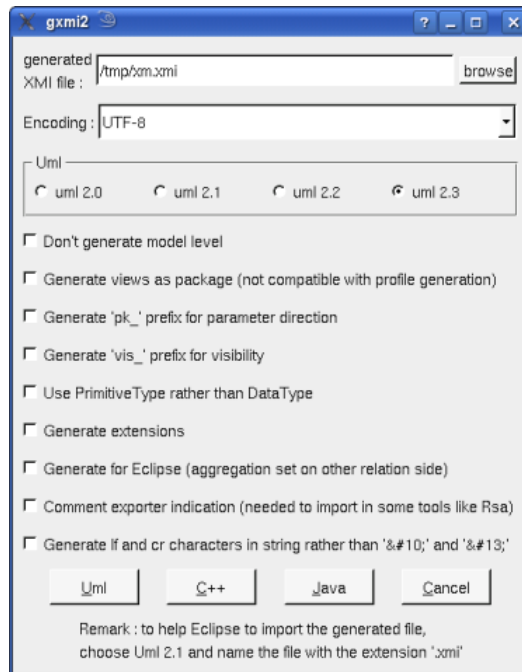 gxmi2
generated
XMI file :
/tmp/xm.xmi
browse
Encoding :
UTF-8
Uml
uml 2.0
uml 2.1
uml 2.2
uml 2.3
Don't generate model level
Generate views as package (not compatible with profile generation)
Generate 'pk_' prefix for parameter direction
Generate 'vis_' prefix for visibility
Use PrimitiveType rather than DataType
Generate extensions
Generate for Eclipse (aggregation set on other relation side)
Comment exporter indication (needed to import in some tools like Rsa)
Generate lf and cr characters in string rather than '&#10;' and '&#13;'
Uml
C++
Java
Cancel
Remark : to help Eclipse to import the generated file,
choose Uml 2.1 and name the file with the extension '.xmi'